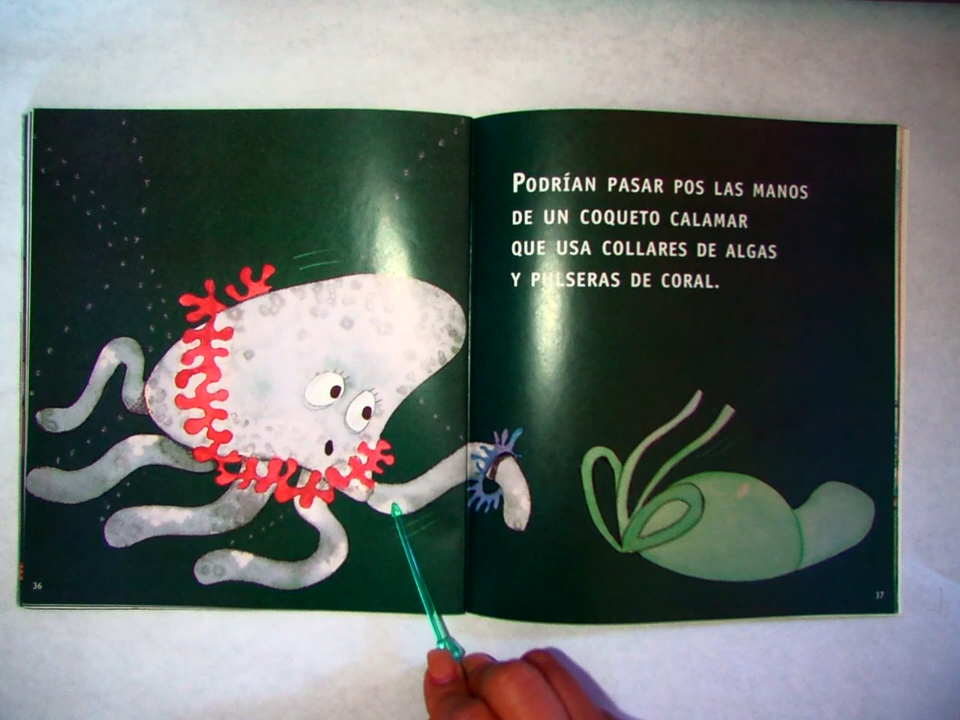 PODRÍAN PASAR POS LAS MANOS
DE UN COQUETO CALAMAR
QUE USA COLLARES DE ALGAS
Y PULSERAS DE CORAL.
36
37